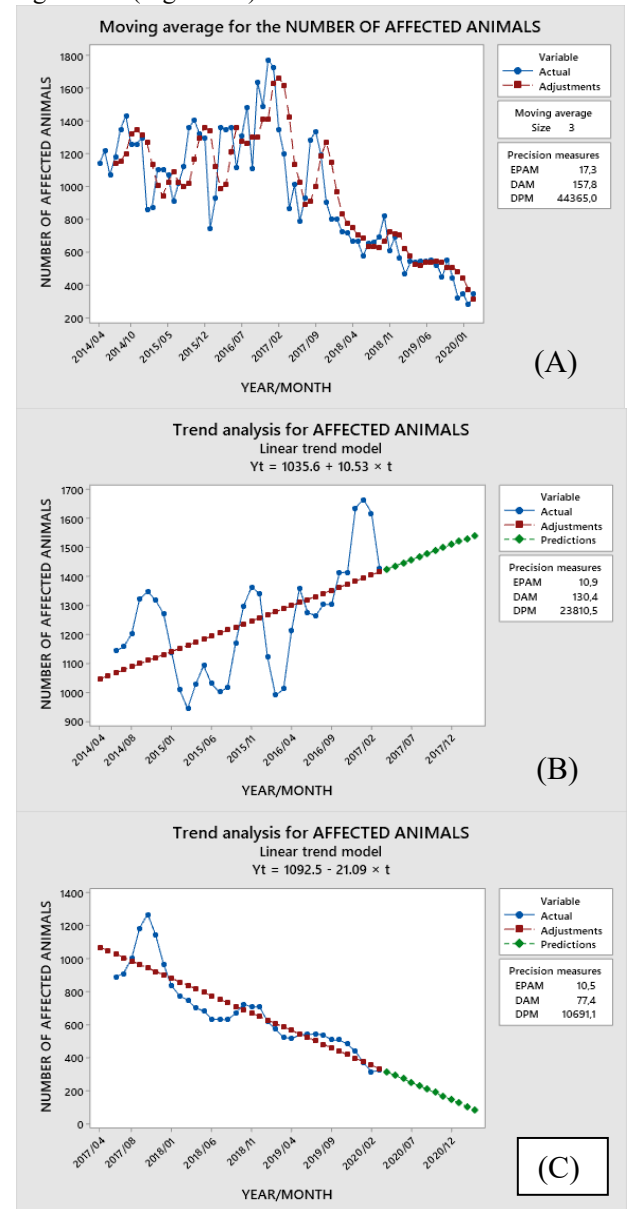 Moving average for the NUMBER OF AFFECTED ANIMALS
NUMBER OF AFFECTED ANIMALS
1800
1600
1400
1200
1000
800
600
400
200
2014/04
2014/10
2015/05
2015/12
2016/07
2017/02
2017/09
2018/04
2018/11
2019/06
2020/01
YEAR/MONTH
Variable
Actual
Adjustments
Moving average
Size 3
Precision measures
EPAM 17,3
DAM 157,8
DPM 44365,0
(A)
Trend analysis for AFFECTED ANIMALS
Linear trend model
Yt = 1035.6 + 10.53 × t
NUMBER OF AFFECTED ANIMALS
1700
1600
1500
1400
1300
1200
1100
1000
900
2014/04
2014/08
2015/01
2015/06
2015/11
2016/04
2016/09
2017/02
2017/07
2017/12
YEAR/MONTH
Variable
Actual
Adjustments
Predictions
Precision measures
EPAM 10,9
DAM 130,4
DPM 23810,5
(B)
Trend analysis for AFFECTED ANIMALS
Linear trend model
Yt = 1092.5 - 21.09 × t
NUMBER OF AFFECTED ANIMALS
1400
1200
1000
800
600
400
200
0
2017/04
2017/08
2018/01
2018/06
2018/11
2019/04
2019/09
2020/02
2020/07
2020/12
YEAR/MONTH
Variable
Actual
Adjustments
Predictions
Precision measures
EPAM 10,5
DAM 77,4
DPM 10691,1
(C)